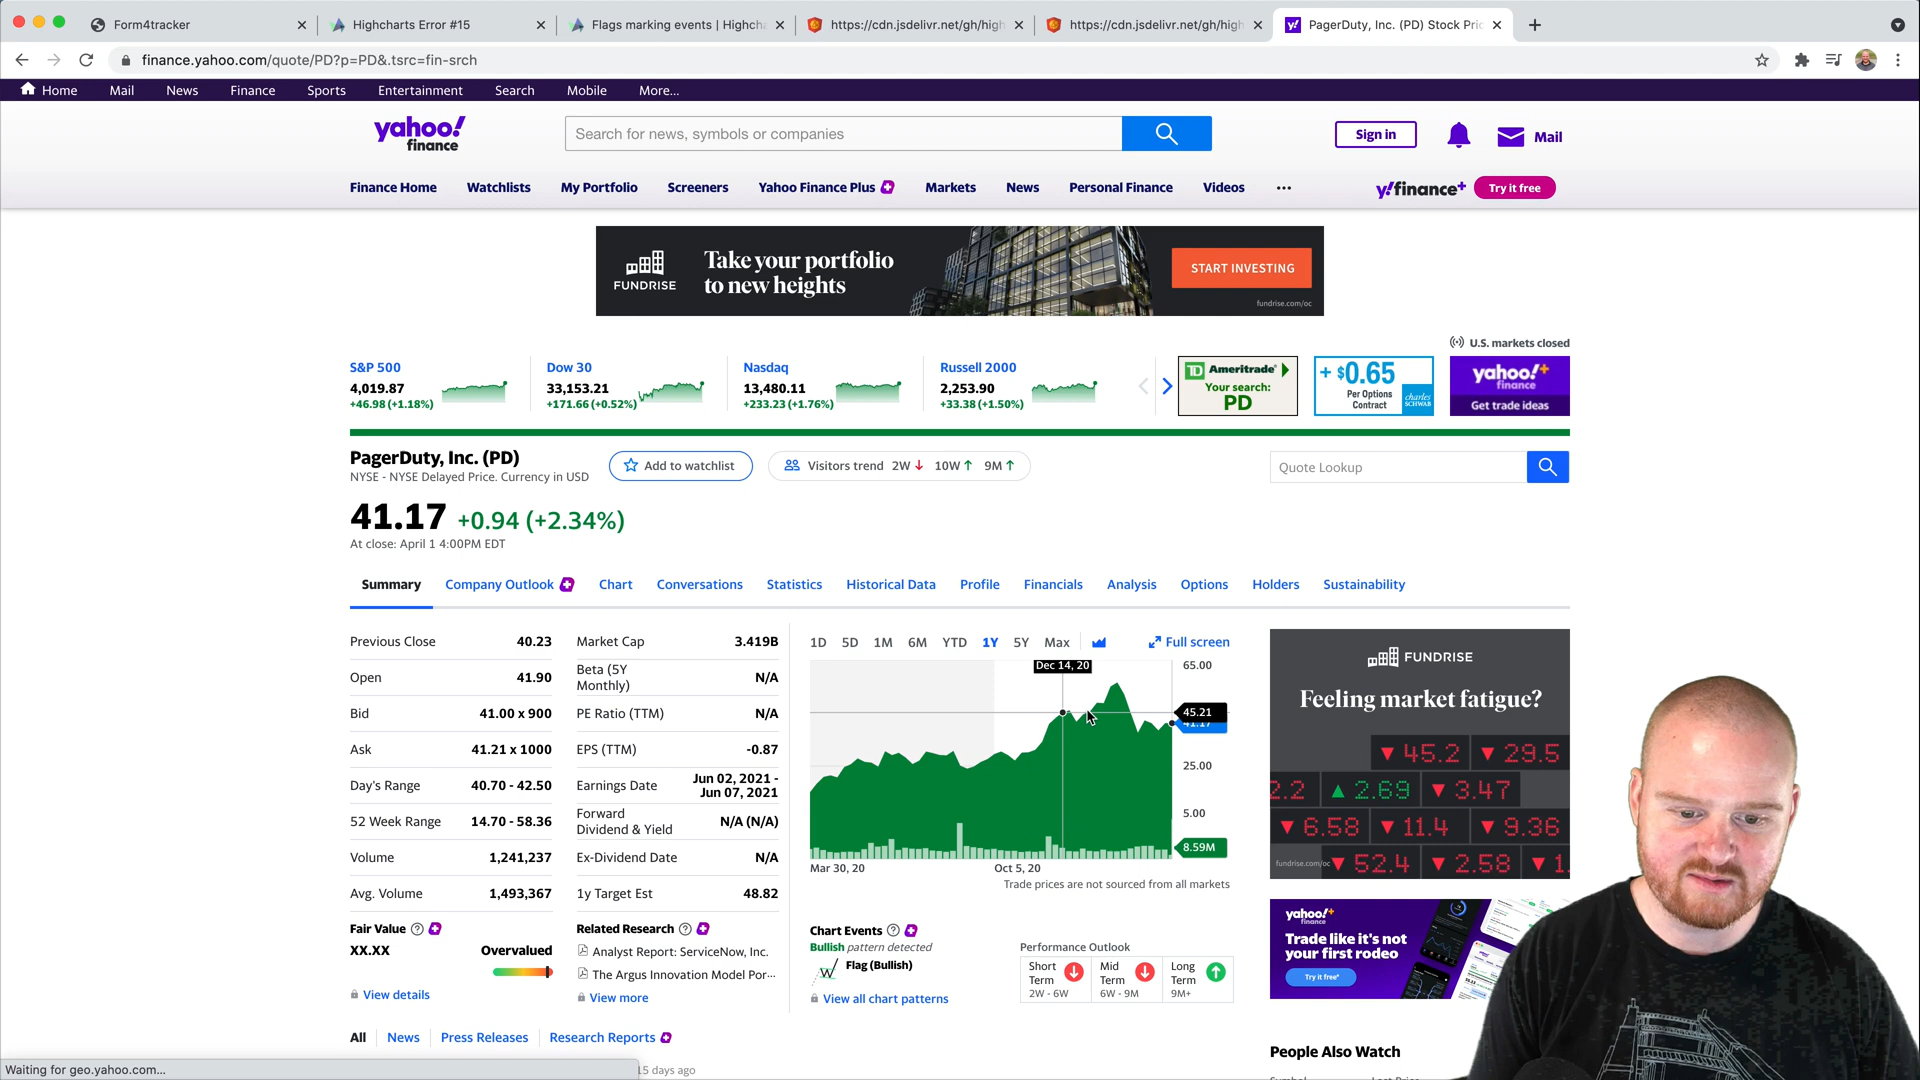 Form4tracker
Highcharts Error #15
Flags marking events | Highcha
https://cdn.jsdelivr.net/gh/high
https://cdn.jsdelivr.net/gh/high
PagerDuty, Inc. (PD) Stock Pric
finance.yahoo.com/quote/PD?p=PD&.tsrc=fin-srch
Home Mail News Finance Sports Entertainment Search Mobile More...
yahoo!
finance
Search for news, symbols or companies
Sign in
Mail
Finance Home Watchlists My Portfolio Screeners Yahoo Finance Plus Markets News Personal Finance Videos ...
y!finance+ Try it free
FUNDRISE
Take your portfolio
to new heights
START INVESTING
fundrise.com/oc
U.S. markets closed
S&P 500
4,019.87
+46.98 (+1.18%)
Dow 30
33,153.21
+171.66 (+0.52%)
Nasdaq
13,480.11
+233.23 (+1.76%)
Russell 2000
2,253.90
+33.38 (+1.50%)
TD Ameritrade
Your search:
PD
+ $0.65
Per Options
Contract
charles
SCHWAB
yahoo!+
finance
Get trade ideas
PagerDuty, Inc. (PD)
NYSE - NYSE Delayed Price. Currency in USD
Add to watchlist
Visitors trend 2W 10W 9M
Quote Lookup
41.17 +0.94 (+2.34%)
At close: April 1 4:00PM EDT
Summary Company Outlook Chart Conversations Statistics Historical Data Profile Financials Analysis Options Holders Sustainability
Previous Close 40.23
Open 41.90
Bid 41.00 x 900
Ask 41.21 x 1000
Day's Range 40.70 - 42.50
52 Week Range 14.70 - 58.36
Volume 1,241,237
Avg. Volume 1,493,367
Market Cap 3.419B
Beta (5Y
Monthly) N/A
PE Ratio (TTM) N/A
EPS (TTM) -0.87
Earnings Date Jun 02, 2021 -
Jun 07, 2021
Forward
Dividend & Yield N/A (N/A)
Ex-Dividend Date N/A
1y Target Est 48.82
1D 5D 1M 6M YTD 1Y 5Y Max
Full screen
Dec 14, 20
65.00
45.21
41.17
25.00
5.00
8.59M
Mar 30, 20 Oct 5, 20
Trade prices are not sourced from all markets
FUNDRISE
Feeling market fatigue?
45.2 29.5
2.2 2.69 3.47
6.58 11.4 9.36
52.4 2.58 1.
fundrise.com/oc
Fair Value
XX.XX Overvalued
View details
Related Research
Analyst Report: ServiceNow, Inc.
The Argus Innovation Model Por...
View more
Chart Events
Bullish pattern detected
Flag (Bullish)
View all chart patterns
Performance Outlook
Short
Term
2W - 6W
Mid
Term
6W - 9M
Long
Term
9M+
yahoo!+
finance
Trade like it's not
your first rodeo
Try it free*
All News Press Releases Research Reports
People Also Watch
15 days ago
Waiting for geo.yahoo.com...